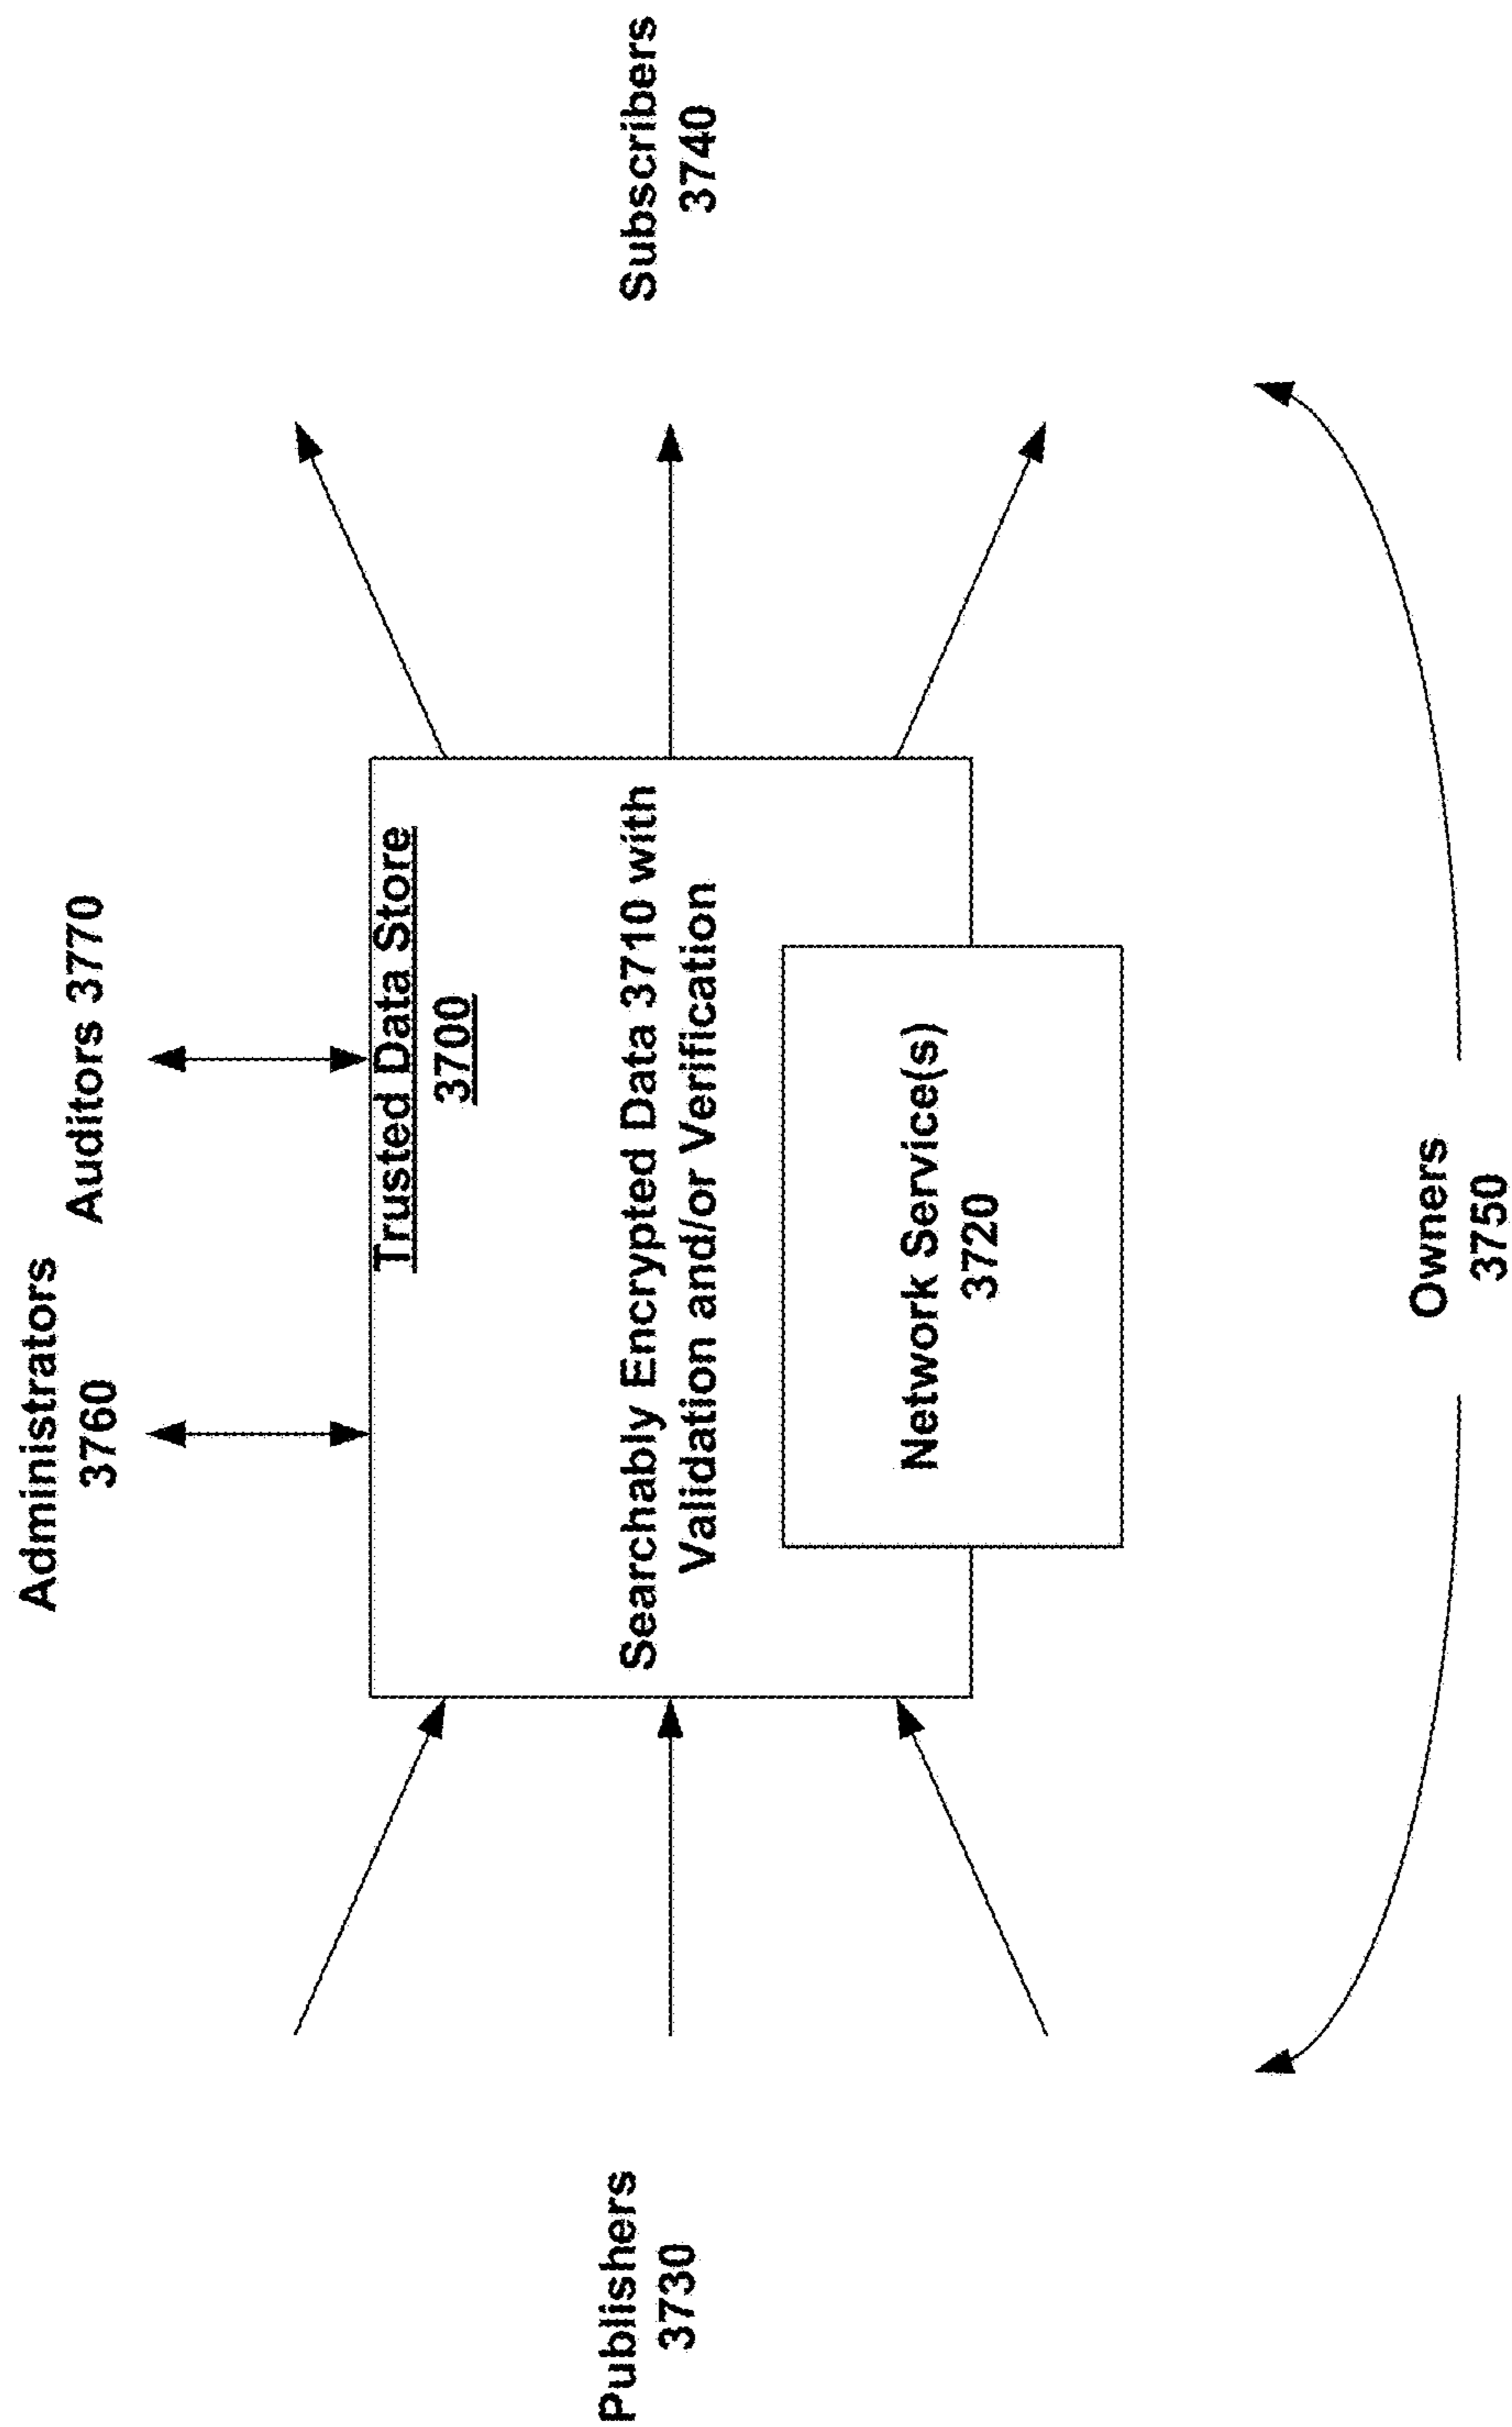 Administrators
3760
Auditors 3770
Trusted Data Store
3700
Publishers
3730
Searchably Encrypted Data 3710 with
Validation and/or Verification
Subscribers
3740
Network Service(s)
3720
Owners
3750